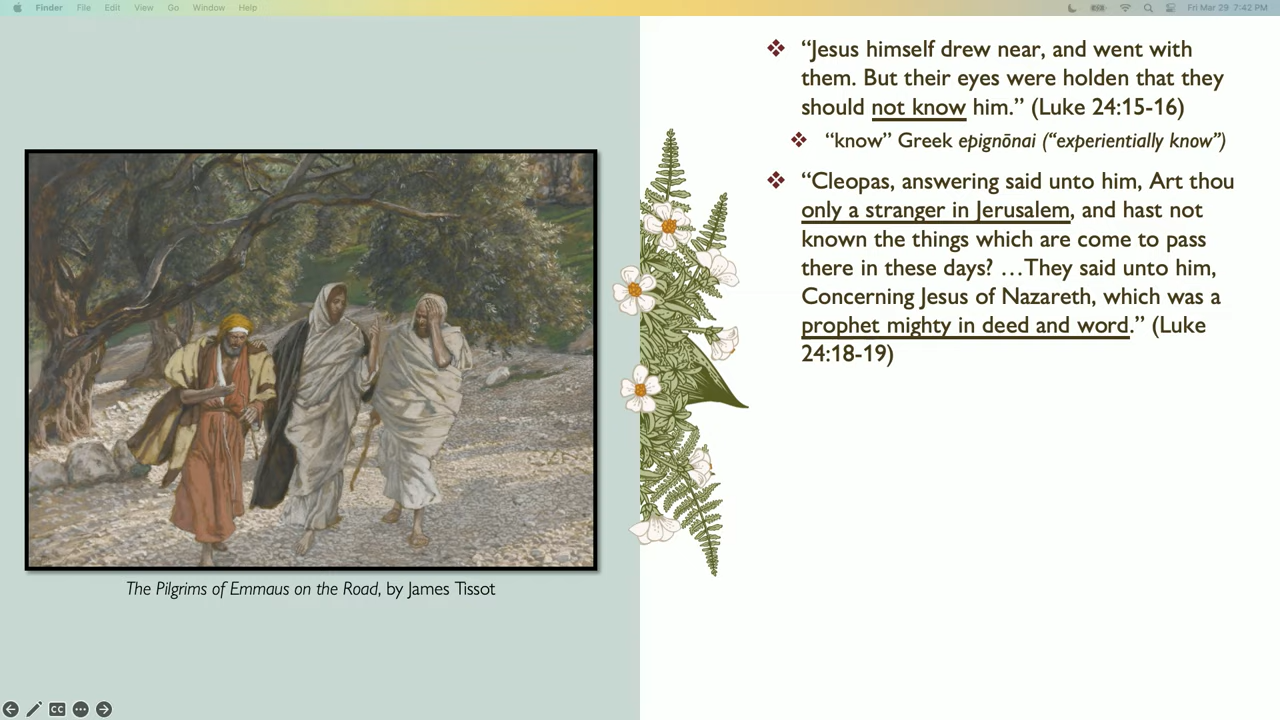 Finder File Edit View Go Window Help Fri Mar 29 7:42 PM
“Jesus himself drew near, and went with
them. But their eyes were holden that they
should not know him.” (Luke 24:15-16)
“know” Greek epignōnai (“experientially know”)
“Cleopas, answering said unto him, Art thou
only a stranger in Jerusalem, and hast not
known the things which are come to pass
there in these days? …They said unto him,
Concerning Jesus of Nazareth, which was a
prophet mighty in deed and word.” (Luke
24:18-19)
The Pilgrims of Emmaus on the Road, by James Tissot
CC